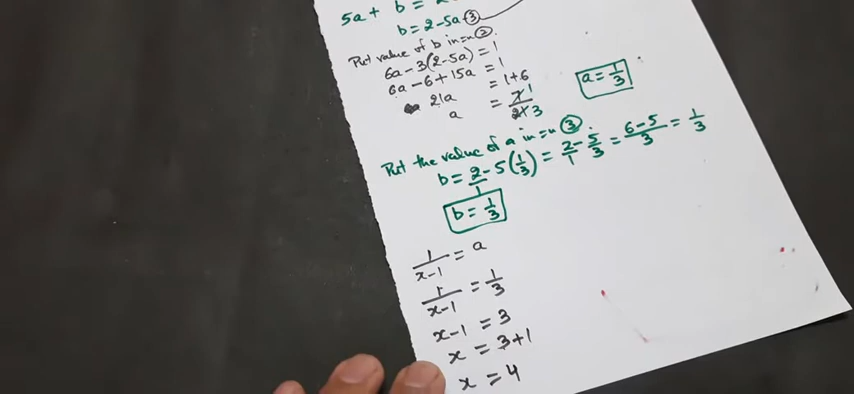 5a + b =
b = 2 - 5a - ③
Put value of b in =n ②.
6a - 3(2 - 5a) = 1
6a - 6 + 15a = 1
21a = 1 + 6
a = 7 1 / 21 3
a = 1/3
Put the value of a in =n ③
b = 2/1 - 5(1/3) = 2/1 - 5/3 = 6-5/3 = 1/3
b = 1/3
1/x-1 = a
1/x-1 = 1/3
x-1 = 3
x = 3+1
x = 4